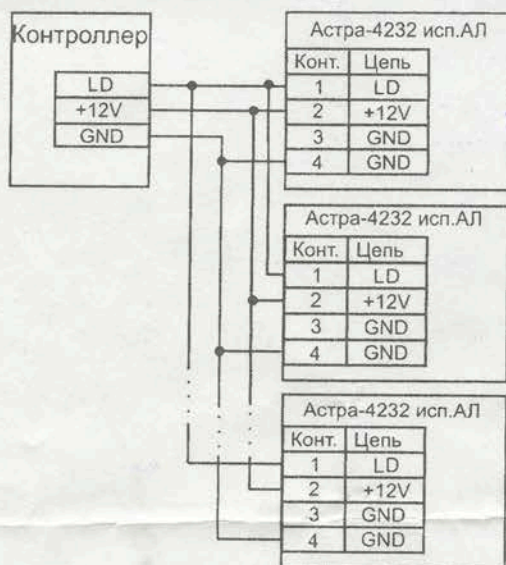 Контроллер
LD
+12V
GND
Астра-4232 исп.АЛ
Конт. Цепь
1 LD
2 +12V
3 GND
4 GND
Астра-4232 исп.АЛ
Конт. Цепь
1 LD
2 +12V
3 GND
4 GND
Астра-4232 исп.АЛ
Конт. Цепь
1 LD
2 +12V
3 GND
4 GND